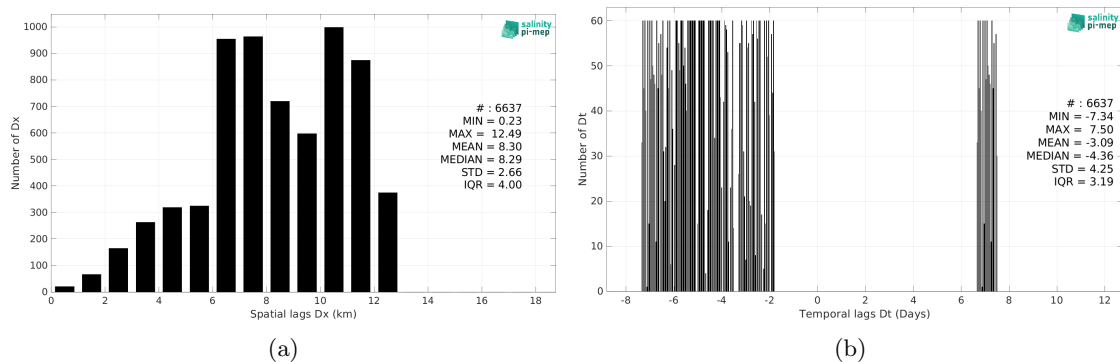 1000
900
800
700
600
500
400
300
200
100
0
Number of Dx
0 2 4 6 8 10 12 14 16 18
Spatial lags Dx (km)
salinity
pi-mep
# : 6637
MIN = 0.23
MAX = 12.49
MEAN = 8.30
MEDIAN = 8.29
STD = 2.66
IQR = 4.00
(a)
60
50
40
30
20
10
0
Number of Dt
-8 -6 -4 -2 0 2 4 6 8 10 12
Temporal lags Dt (Days)
salinity
pi-mep
# : 6637
MIN = -7.34
MAX = 7.50
MEAN = -3.09
MEDIAN = -4.36
STD = 4.25
IQR = 3.19
(b)